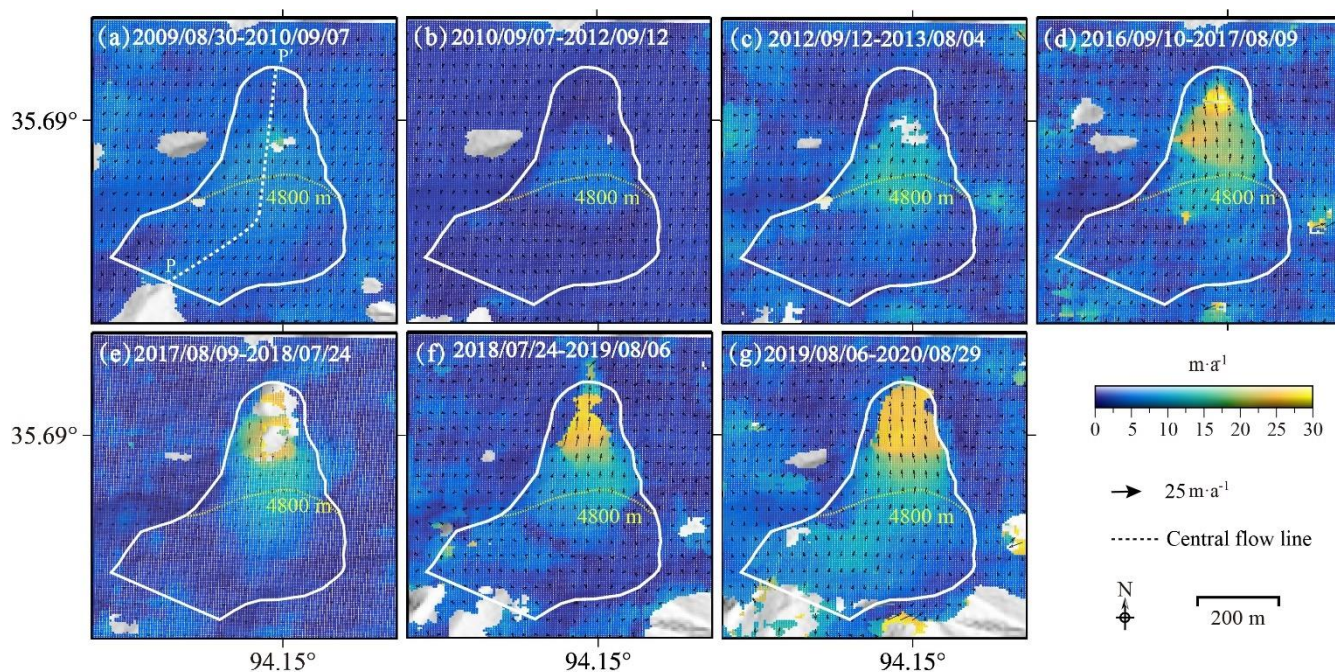 (a) 2009/08/30-2010/09/07
(b) 2010/09/07-2012/09/12
(c) 2012/09/12-2013/08/04
(d) 2016/09/10-2017/08/09
P'
35.69°
4800 m
4800 m
4800 m
4800 m
P
(e) 2017/08/09-2018/07/24
(f) 2018/07/24-2019/08/06
(g) 2019/08/06-2020/08/29
m·a⁻¹
0 5 10 15 20 25 30
35.69°
25 m·a⁻¹
4800 m
4800 m
4800 m
Central flow line
N
200 m
94.15°
94.15°
94.15°